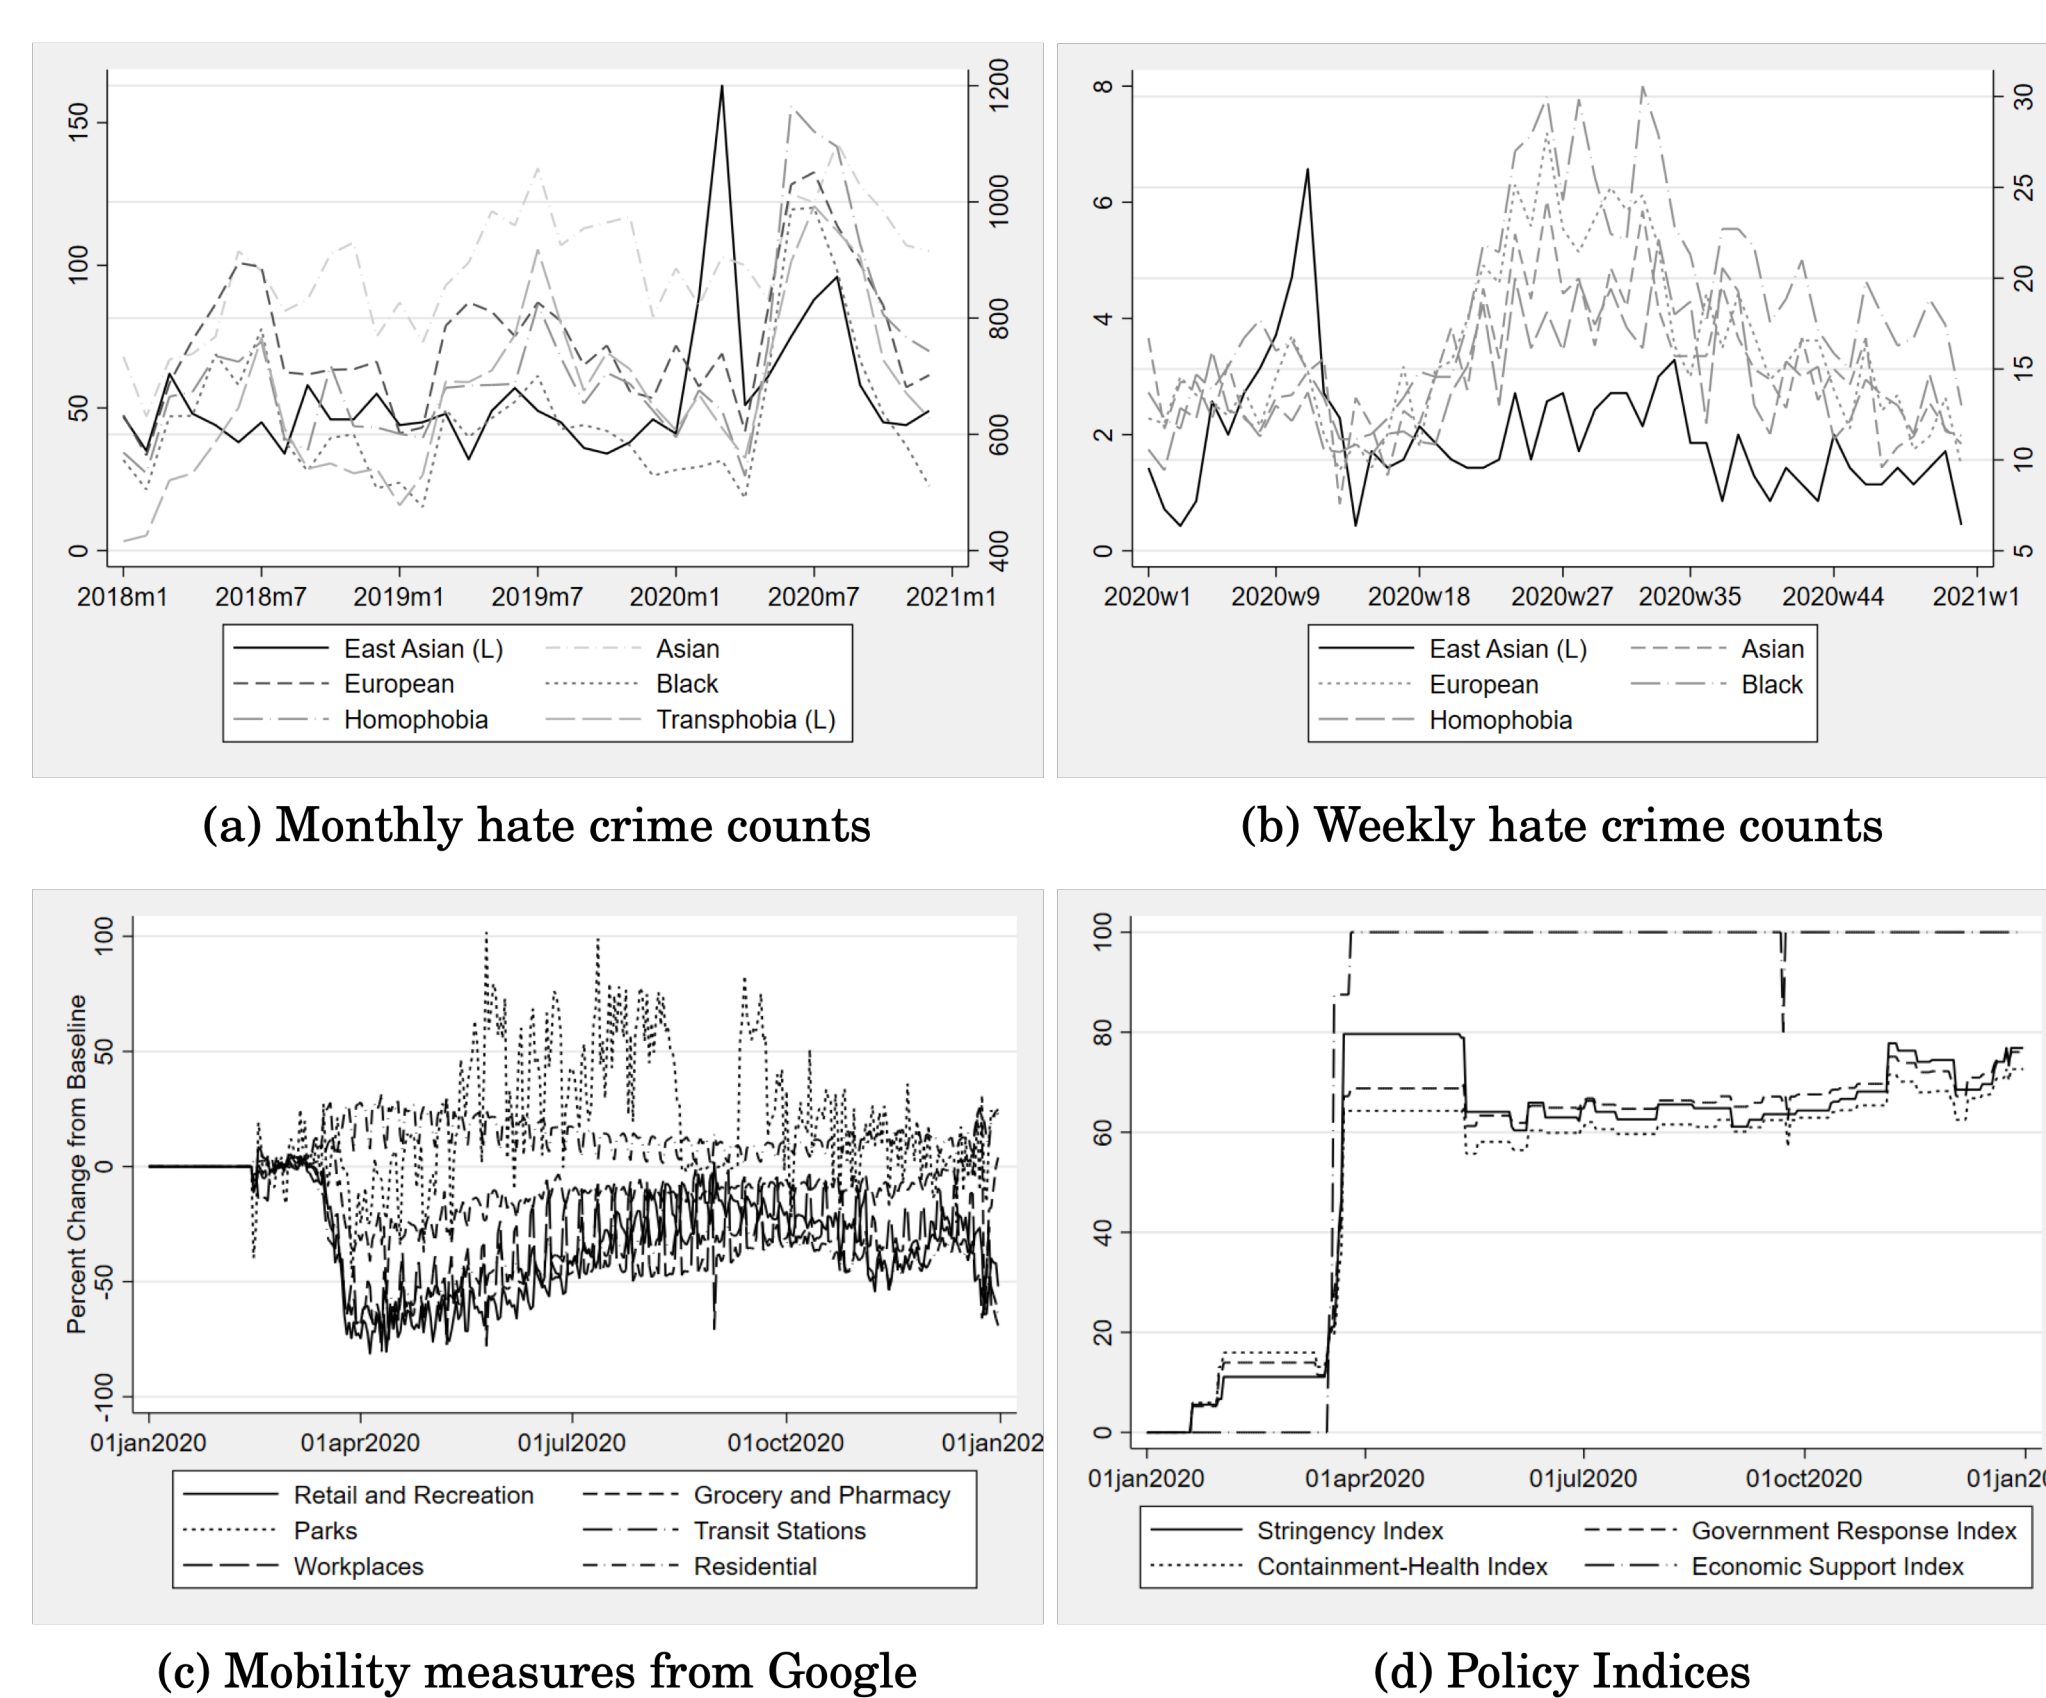 150
100
50
0
1200
1000
800
600
400
2018m1 2018m7 2019m1 2019m7 2020m1 2020m7 2021m1
East Asian (L) Asian
European Black
Homophobia Transphobia (L)
(a) Monthly hate crime counts
8
6
4
2
0
30
25
20
15
10
5
2020w1 2020w9 2020w18 2020w27 2020w35 2020w44 2021w1
East Asian (L) Asian
European Black
Homophobia
(b) Weekly hate crime counts
Percent Change from Baseline
100
50
0
-50
-100
01jan2020 01apr2020 01jul2020 01oct2020 01jan202
Retail and Recreation Grocery and Pharmacy
Parks Transit Stations
Workplaces Residential
(c) Mobility measures from Google
100
80
60
40
20
0
01jan2020 01apr2020 01jul2020 01oct2020 01jan20
Stringency Index Government Response Index
Containment-Health Index Economic Support Index
(d) Policy Indices